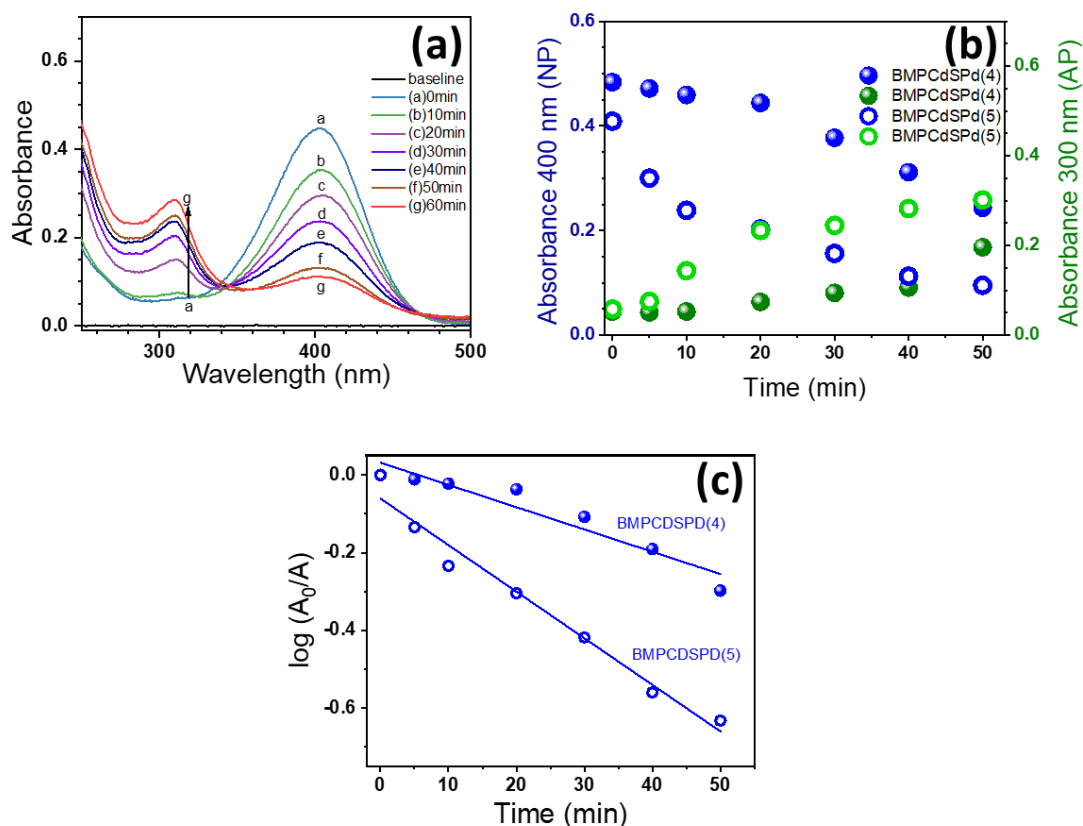 (a)
0.6
0.4
0.2
0.0
Absorbance
300
400
500
Wavelength (nm)
baseline
(a)0min
(b)10min
(c)20min
(d)30min
(e)40min
(f)50min
(g)60min
a
b
c
d
e
f
g
g
a
(b)
Absorbance 400 nm (NP)
0.6
0.4
0.2
0.0
BMPCdSPd(4)
BMPCdSPd(4)
BMPCdSPd(5)
BMPCdSPd(5)
0.6
0.4
0.2
0.0
Absorbance 300 nm (AP)
0
10
20
30
40
50
Time (min)
(c)
log (A₀/A)
0.0
-0.2
-0.4
-0.6
BMPCDSPD(4)
BMPCDSPD(5)
0
10
20
30
40
50
Time (min)